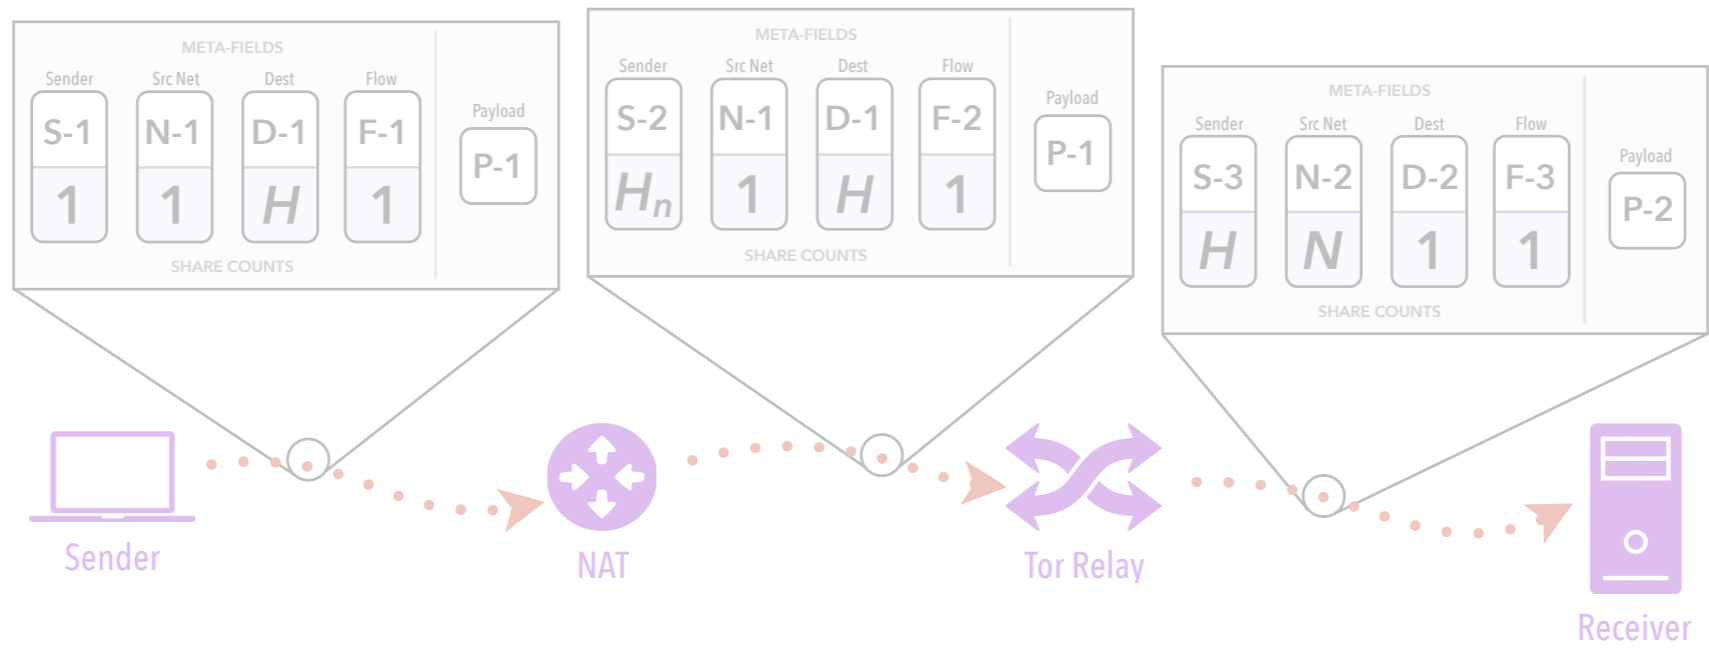 META-FIELDS
Sender Src Net Dest Flow
Payload
S-1 N-1 D-1 F-1
P-1
1 1 H 1
SHARE COUNTS
META-FIELDS
Sender Src Net Dest Flow
Payload
S-2 N-1 D-1 F-2
P-1
Hn 1 H 1
SHARE COUNTS
META-FIELDS
Sender Src Net Dest Flow
Payload
S-3 N-2 D-2 F-3
P-2
H N 1 1
SHARE COUNTS
Sender
NAT
Tor Relay
Receiver